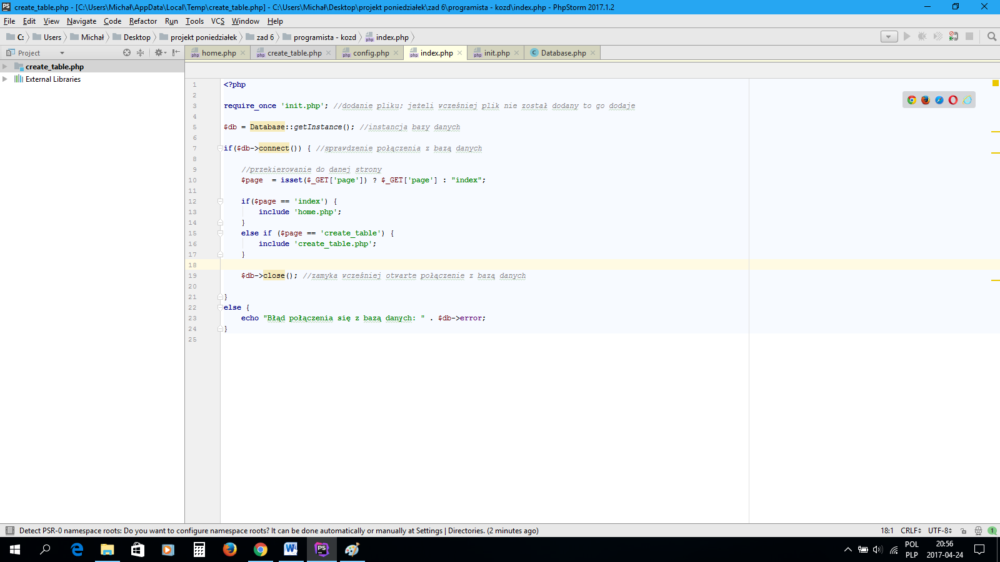 PS create_table.php - [C:\Users\Michał\AppData\Local\Temp\create_table.php] - C:\Users\Michał\Desktop\projekt poniedziałek\zad 6\programista - kozd\index.php - PhpStorm 2017.1.2
File Edit View Navigate Code Refactor Run Tools VCS Window Help
C: Users Michał Desktop projekt poniedziałek zad 6 programista - kozd index.php
Project home.php create_table.php config.php index.php init.php Database.php
create_table.php
External Libraries
1 <?php
2
3 require_once 'init.php'; //dodanie pliku; jeżeli wcześniej plik nie został dodany to go dodaje
4
5 $db = Database::getInstance(); //instancja bazy danych
6
7 if($db->connect()) { //sprawdzenie połączenia z bazą danych
8
9 //przekierowanie do danej strony
10 $page  = isset($_GET['page']) ? $_GET['page'] : "index";
11
12 if($page == 'index') {
13 include 'home.php';
14 }
15 else if ($page == 'create_table') {
16 include 'create_table.php';
17 }
18
19 $db->close(); //zamyka wcześniej otwarte połączenie z bazą danych
20
21 }
22 else {
23 echo "Błąd połączenia się z bazą danych: " . $db->error;
24 }
25
Detect PSR-0 namespace roots: Do you want to configure namespace roots? It can be done automatically or manually at Settings | Directories. (2 minutes ago) 18:1 CRLF UTF-8 1
POL 20:56
PLP 2017-04-24